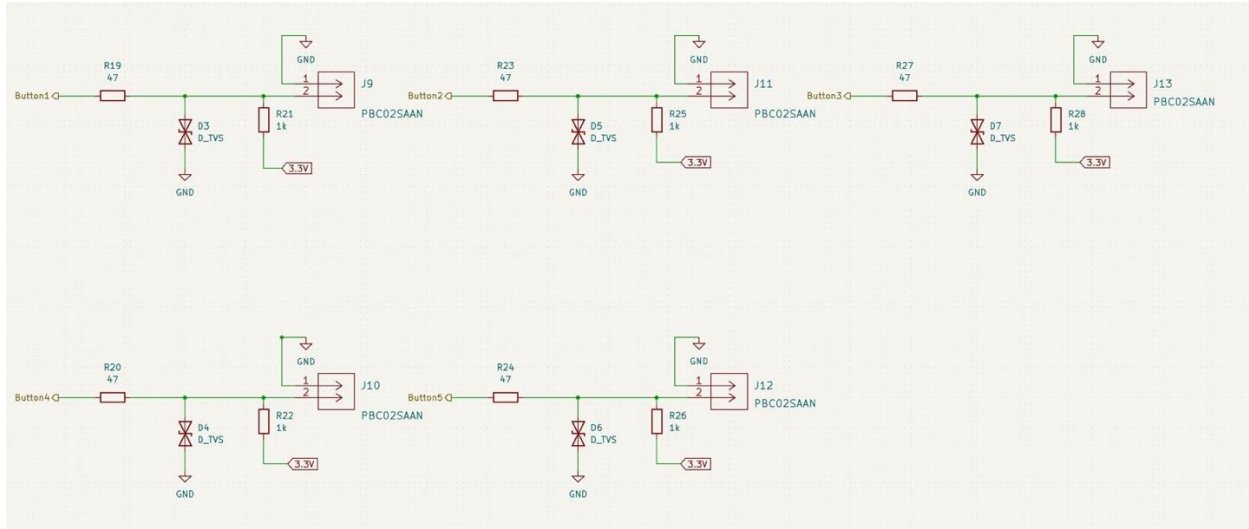 GND
R19
47
Button1
1
2
J9
PBC02SAAN
D3
D_TVS
R21
1k
3.3V
GND
GND
R23
47
Button2
1
2
J11
PBC02SAAN
D5
D_TVS
R25
1k
3.3V
GND
GND
R27
47
Button3
1
2
J13
PBC02SAAN
D7
D_TVS
R28
1k
3.3V
GND
GND
R20
47
Button4
1
2
J10
PBC02SAAN
D4
D_TVS
R22
1k
3.3V
GND
GND
R24
47
Button5
1
2
J12
PBC02SAAN
D6
D_TVS
R26
1k
3.3V
GND